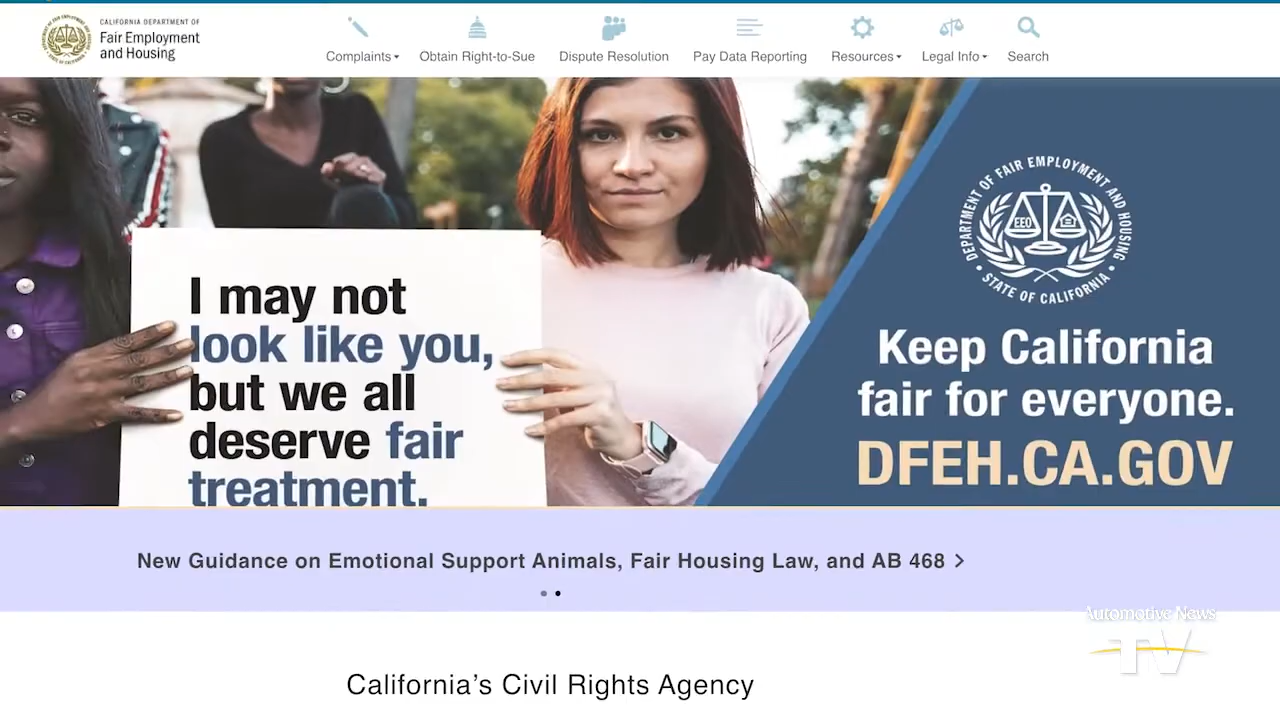 CALIFORNIA DEPARTMENT OF
Fair Employment
and Housing
Complaints
Obtain Right-to-Sue
Dispute Resolution
Pay Data Reporting
Resources
Legal Info
Search
I may not
look like you,
but we all
deserve fair
treatment.
DEPARTMENT OF FAIR EMPLOYMENT AND HOUSING
EEO
• STATE OF CALIFORNIA •
Keep California
fair for everyone.
DFEH.CA.GOV
New Guidance on Emotional Support Animals, Fair Housing Law, and AB 468 >
Automotive News
TV
California’s Civil Rights Agency